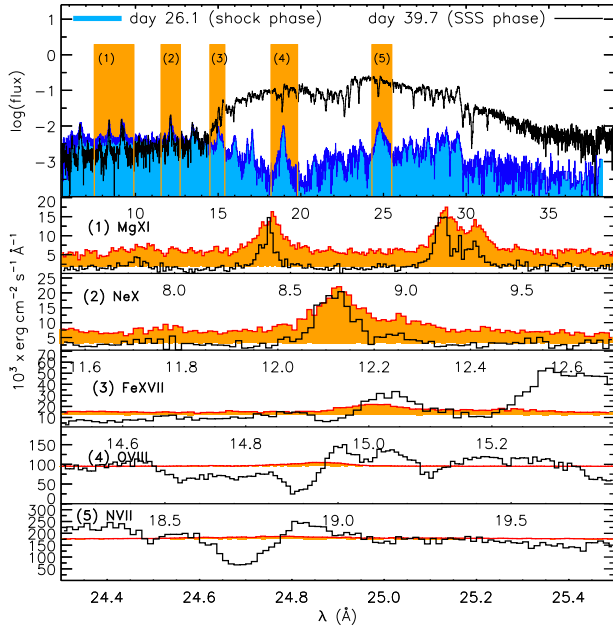 day 26.1 (shock phase) day 39.7 (SSS phase)
1
0
-1
-2
-3
log(flux)
(1) (2) (3) (4) (5)
10 15 20 25 30 35
20
15
10
5
(1) MgXI
8.0 8.5 9.0 9.5
25
20
15
10
5
(2) NeX
11.6 11.8 12.0 12.2 12.4 12.6
70
60
50
40
30
20
10
(3) FeXVII
14.6 14.8 15.0 15.2
150
100
50
0
(4) OVIII
18.5 19.0 19.5
250
200
150
100
50
(5) NVII
24.4 24.6 24.8 25.0 25.2 25.4
10³ x erg cm⁻² s⁻¹ Å⁻¹
λ (Å)